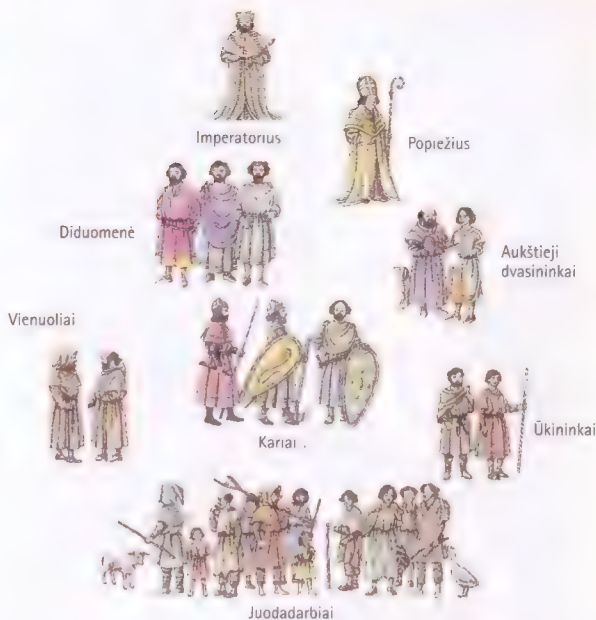 Imperatorius
Popiežius
Diduomenė
Aukštieji
dvasininkai
Vienuoliai
Kariai
Ūkininkai
Juodadarbiai